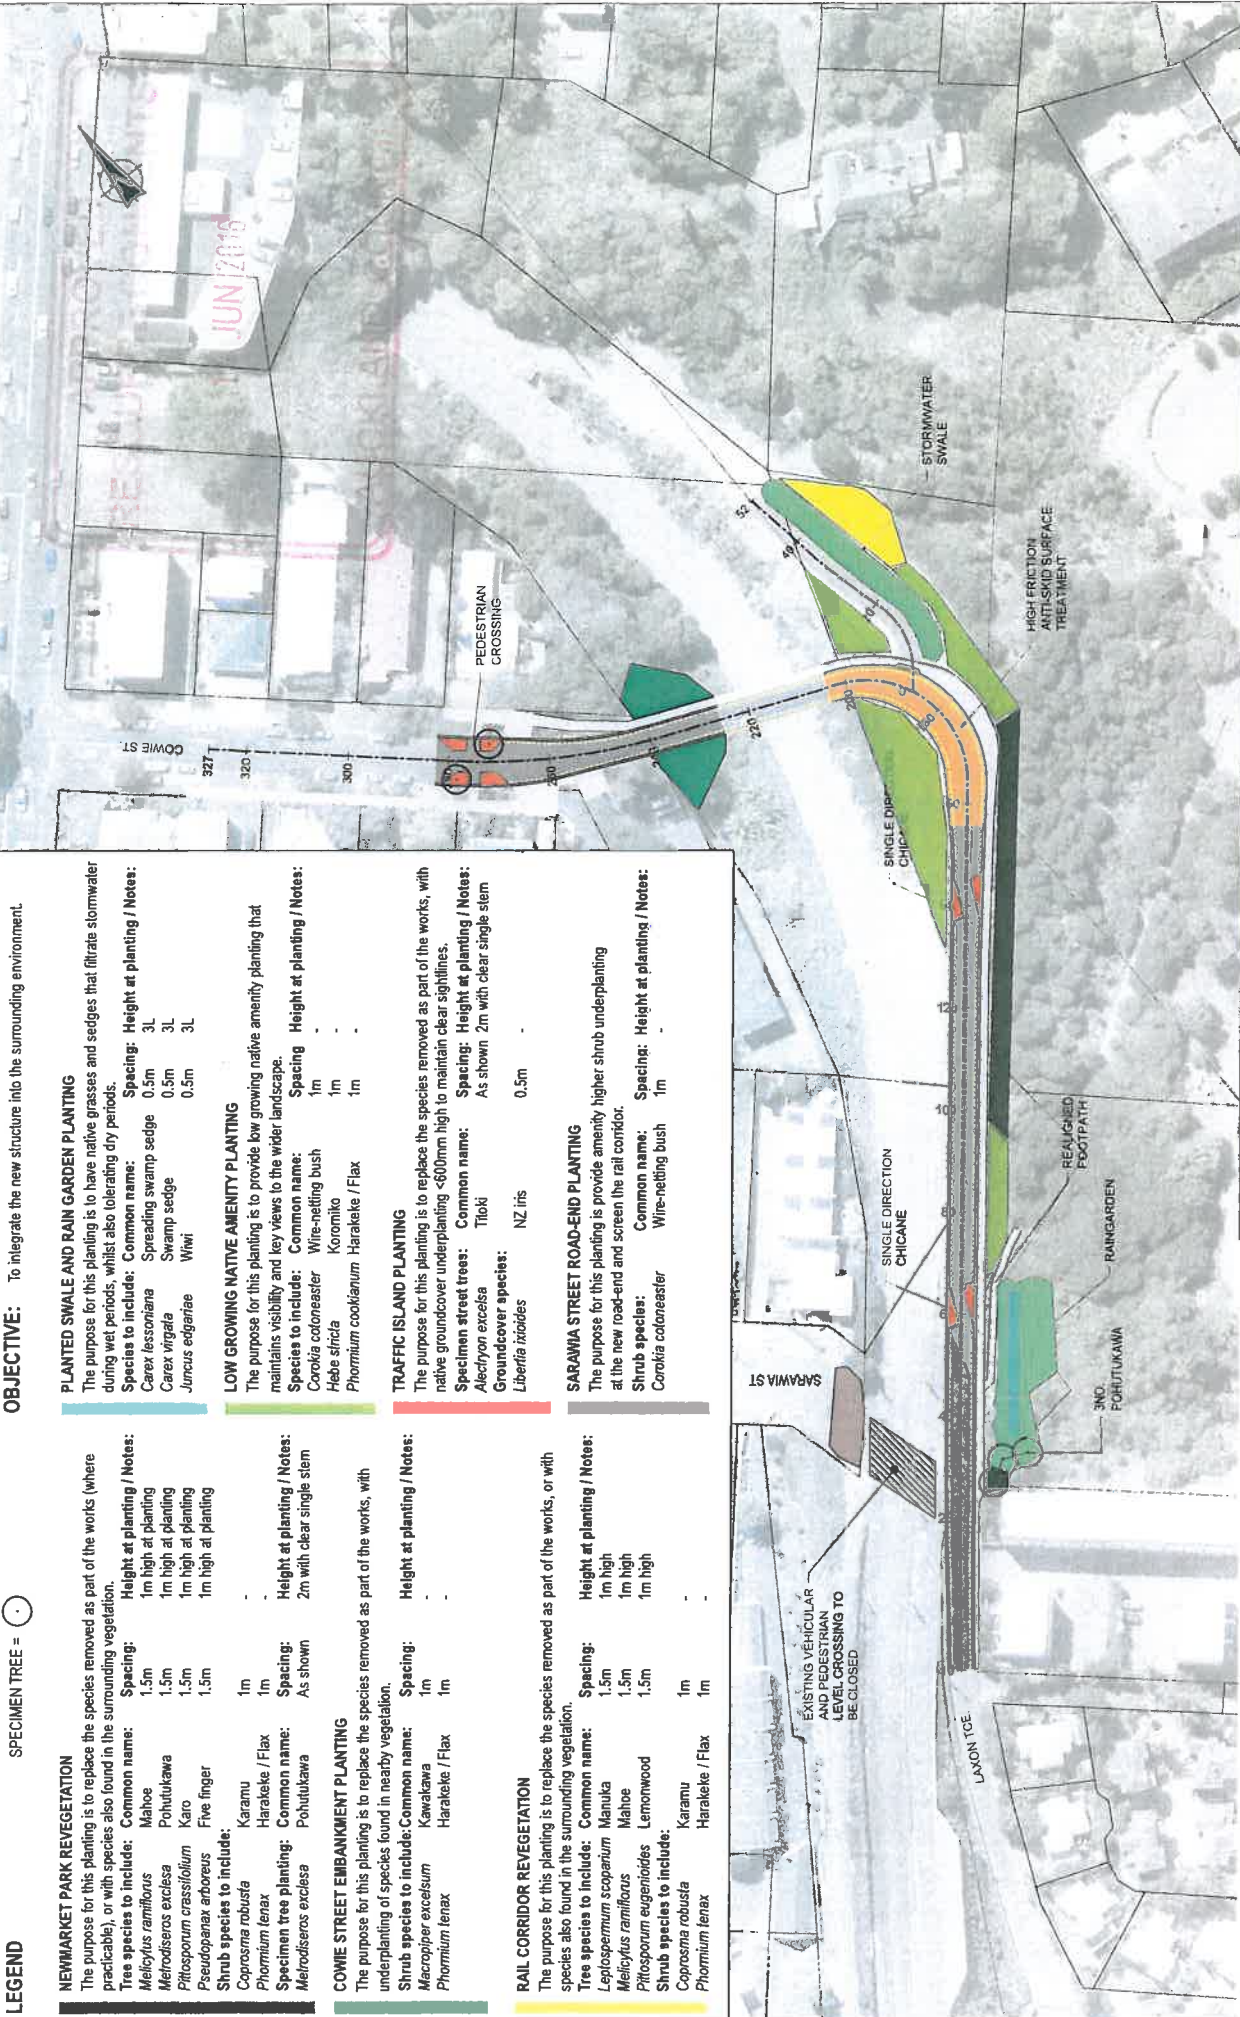 LEGEND
SPECIMEN TREE =
OBJECTIVE: To integrate the new structure into the surrounding environment.
NEWMARKET PARK REVEGETATION
The purpose for this planting is to replace the species removed as part of the works (where
practicable), or with species also found in the surrounding vegetation.
Tree species to include: Common name: Spacing: Height at planting / Notes:
Melicytus ramiflorus Mahoe 1.5m 1m high at planting
Metrodiseros exclesa Pohutukawa 1.5m 1m high at planting
Pittosporum crassifolium Karo 1.5m 1m high at planting
Pseudopanax arboreus Five finger 1.5m 1m high at planting
Shrub species to include:
Coprosma robusta Karamu 1m -
Phormium tenax Harakeke / Flax 1m -
Specimen tree planting: Common name: Spacing: Height at planting / Notes:
Metrodiseros exclesa Pohutukawa As shown 2m with clear single stem
COWIE STREET EMBANKMENT PLANTING
The purpose for this planting is to replace the species removed as part of the works, with
underplanting of species found in nearby vegetation.
Shrub species to include: Common name: Spacing: Height at planting / Notes:
Macropiper excelsum Kawakawa 1m -
Phormium tenax Harakeke / Flax 1m -
RAIL CORRIDOR REVEGETATION
The purpose for this planting is to replace the species removed as part of the works, or with
species also found in the surrounding vegetation.
Tree species to include: Common name: Spacing: Height at planting / Notes:
Leptospermum scoparium Manuka 1.5m 1m high
Melicytus ramiflorus Mahoe 1.5m 1m high
Pittosporum eugenioides Lemonwood 1.5m 1m high
Shrub species to include:
Coprosma robusta Karamu 1m -
Phormium tenax Harakeke / Flax 1m -
PLANTED SWALE AND RAIN GARDEN PLANTING
The purpose for this planting is to have native grasses and sedges that filtrate stormwater
during wet periods, whilst also tolerating dry periods.
Species to include: Common name: Spacing: Height at planting / Notes:
Carex lessoniana Spreading swamp sedge 0.5m 3L
Carex virgata Swamp sedge 0.5m 3L
Juncus edgariae Wiwi 0.5m 3L
LOW GROWING NATIVE AMENITY PLANTING
The purpose for this planting is to provide low growing native amenity planting that
maintains visibility and key views to the wider landscape.
Species to include: Common name: Spacing Height at planting / Notes:
Corokia cotoneaster Wire-netting bush 1m -
Hebe stricta Koromiko 1m -
Phormium cookianum Harakeke / Flax 1m -
TRAFFIC ISLAND PLANTING
The purpose for this planting is to replace the species removed as part of the works, with
native groundcover underplanting <600mm high to maintain clear sightlines.
Specimen street trees: Common name: Spacing: Height at planting / Notes:
Alectryon excelsa Titoki As shown 2m with clear single stem
Groundcover species:
Libertia ixioides NZ iris 0.5m -
SARAWIA STREET ROAD-END PLANTING
The purpose for this planting is provide amenity higher shrub underplanting
at the new road-end and screen the rail corridor.
Shrub species: Common name: Spacing: Height at planting / Notes:
Corokia cotoneaster Wire-netting bush 1m -
JUN 2016
COWIE ST.
327
320
300
220
200
52
40
PEDESTRIAN
CROSSING
STORMWATER
SWALE
HIGH FRICTION
ANTI-SKID SURFACE
TREATMENT
SINGLE DIRECTION
CHICANE
REALIGNED
FOOTPATH
RAINGARDEN
3NO.
POHUTUKAWA
SARAWIA ST
EXISTING VEHICULAR
AND PEDESTRIAN
LEVEL CROSSING TO
BE CLOSED
LAXON TCE.